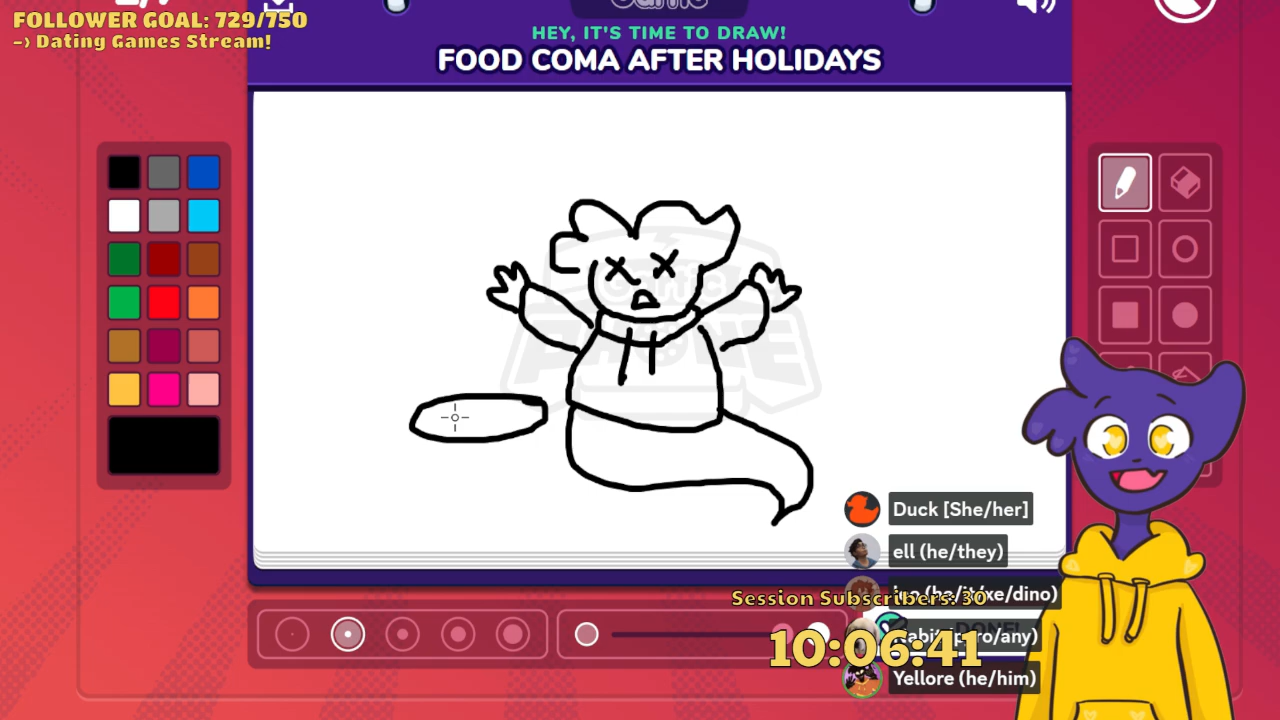 FOLLOWER GOAL: 729/750
-> Dating Games Stream!
HEY, IT'S TIME TO DRAW!
FOOD COMA AFTER HOLIDAYS
PHONE
Duck [She/her]
ell (he/they)
Session Subscribers: 30
10:06:41
Yellore (he/him)